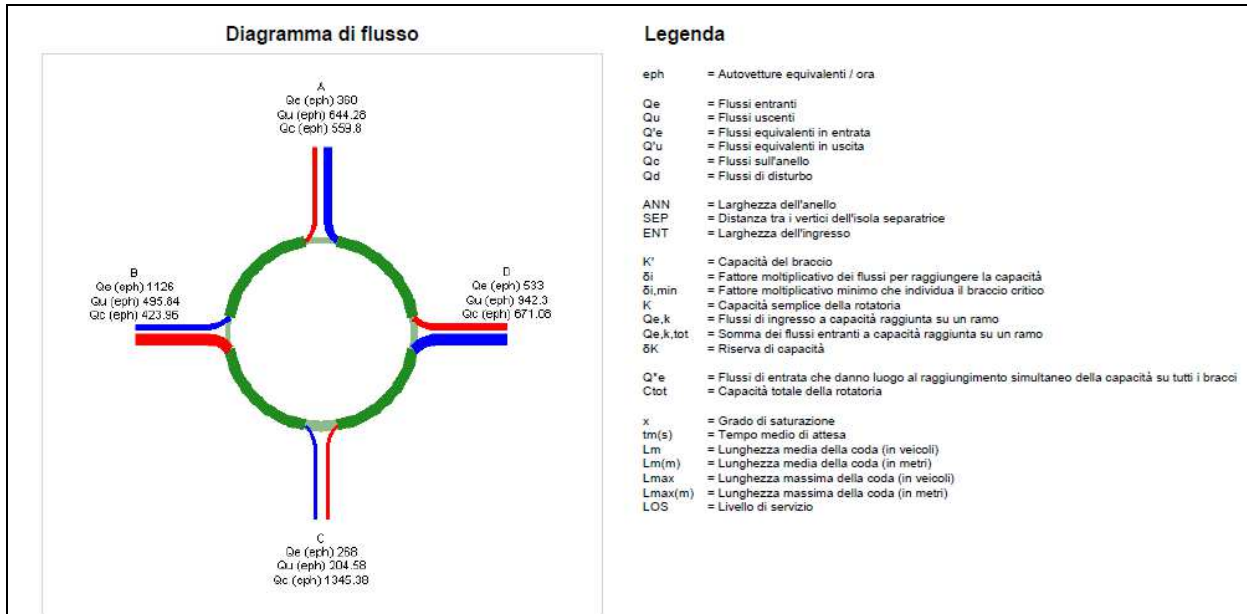 Diagramma di flusso
A
Qe (eph) 360
Qu (eph) 644.28
Qc (eph) 559.8
B
Qe (eph) 1126
Qu (eph) 495.84
Qc (eph) 423.96
D
Qe (eph) 533
Qu (eph) 942.3
Qc (eph) 671.08
C
Qe (eph) 268
Qu (eph) 204.58
Qc (eph) 1345.38
Legenda
eph = Autovetture equivalenti / ora
Qe = Flussi entranti
Qu = Flussi uscenti
Q'e = Flussi equivalenti in entrata
Q'u = Flussi equivalenti in uscita
Qc = Flussi sull'anello
Qd = Flussi di disturbo
ANN = Larghezza dell'anello
SEP = Distanza tra i vertici dell'isola separatrice
ENT = Larghezza dell'ingresso
K' = Capacità del braccio
δi = Fattore moltiplicativo dei flussi per raggiungere la capacità
δi,min = Fattore moltiplicativo minimo che individua il braccio critico
K = Capacità semplice della rotatoria
Qe,k = Flussi di ingresso a capacità raggiunta su un ramo
Qe,k,tot = Somma dei flussi entranti a capacità raggiunta su un ramo
δK = Riserva di capacità
Q"e = Flussi di entrata che danno luogo al raggiungimento simultaneo della capacità su tutti i bracci
Ctot = Capacità totale della rotatoria
x = Grado di saturazione
tm(s) = Tempo medio di attesa
Lm = Lunghezza media della coda (in veicoli)
Lm(m) = Lunghezza media della coda (in metri)
Lmax = Lunghezza massima della coda (in veicoli)
Lmax(m) = Lunghezza massima della coda (in metri)
LOS = Livello di servizio